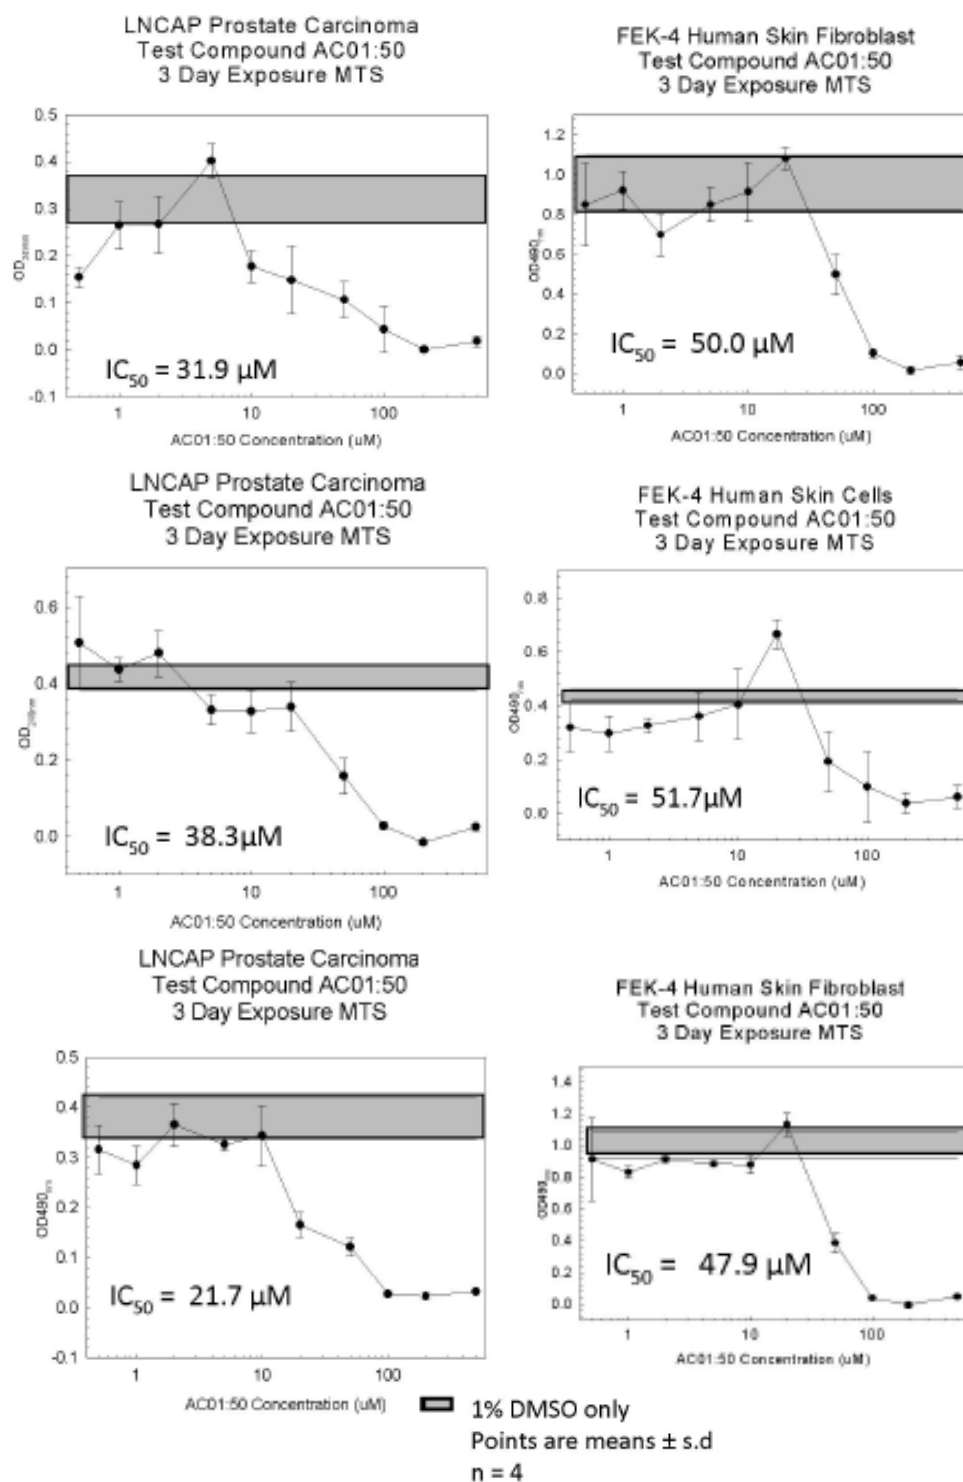 LNCAP Prostate Carcinoma
Test Compound AC01:50
3 Day Exposure MTS
0.5
0.4
0.3
0.2
0.1
0.0
-0.1
IC50 = 31.9 µM
1
10
100
AC01:50 Concentration (uM)
FEK-4 Human Skin Fibroblast
Test Compound AC01:50
3 Day Exposure MTS
1.2
1.0
0.8
0.6
0.4
0.2
0.0
OD490
IC50 = 50.0 µM
1
10
100
AC01:50 Concentration (uM)
LNCAP Prostate Carcinoma
Test Compound AC01:50
3 Day Exposure MTS
0.6
0.4
0.2
0.0
IC50 = 38.3µM
1
10
100
AC01:50 Concentration (uM)
FEK-4 Human Skin Cells
Test Compound AC01:50
3 Day Exposure MTS
0.8
0.6
0.4
0.2
0.0
OD490
IC50 = 51.7µM
1
10
100
AC01:50 Concentration (uM)
LNCAP Prostate Carcinoma
Test Compound AC01:50
3 Day Exposure MTS
0.5
0.4
0.3
0.2
0.1
0.0
-0.1
OD490
IC50 = 21.7 µM
1
10
100
AC01:50 Concentration (uM)
FEK-4 Human Skin Fibroblast
Test Compound AC01:50
3 Day Exposure MTS
1.4
1.2
1.0
0.8
0.6
0.4
0.2
0.0
OD490
IC50 = 47.9 µM
1
10
100
AC01:50 Concentration (uM)
1% DMSO only
Points are means ± s.d
n = 4